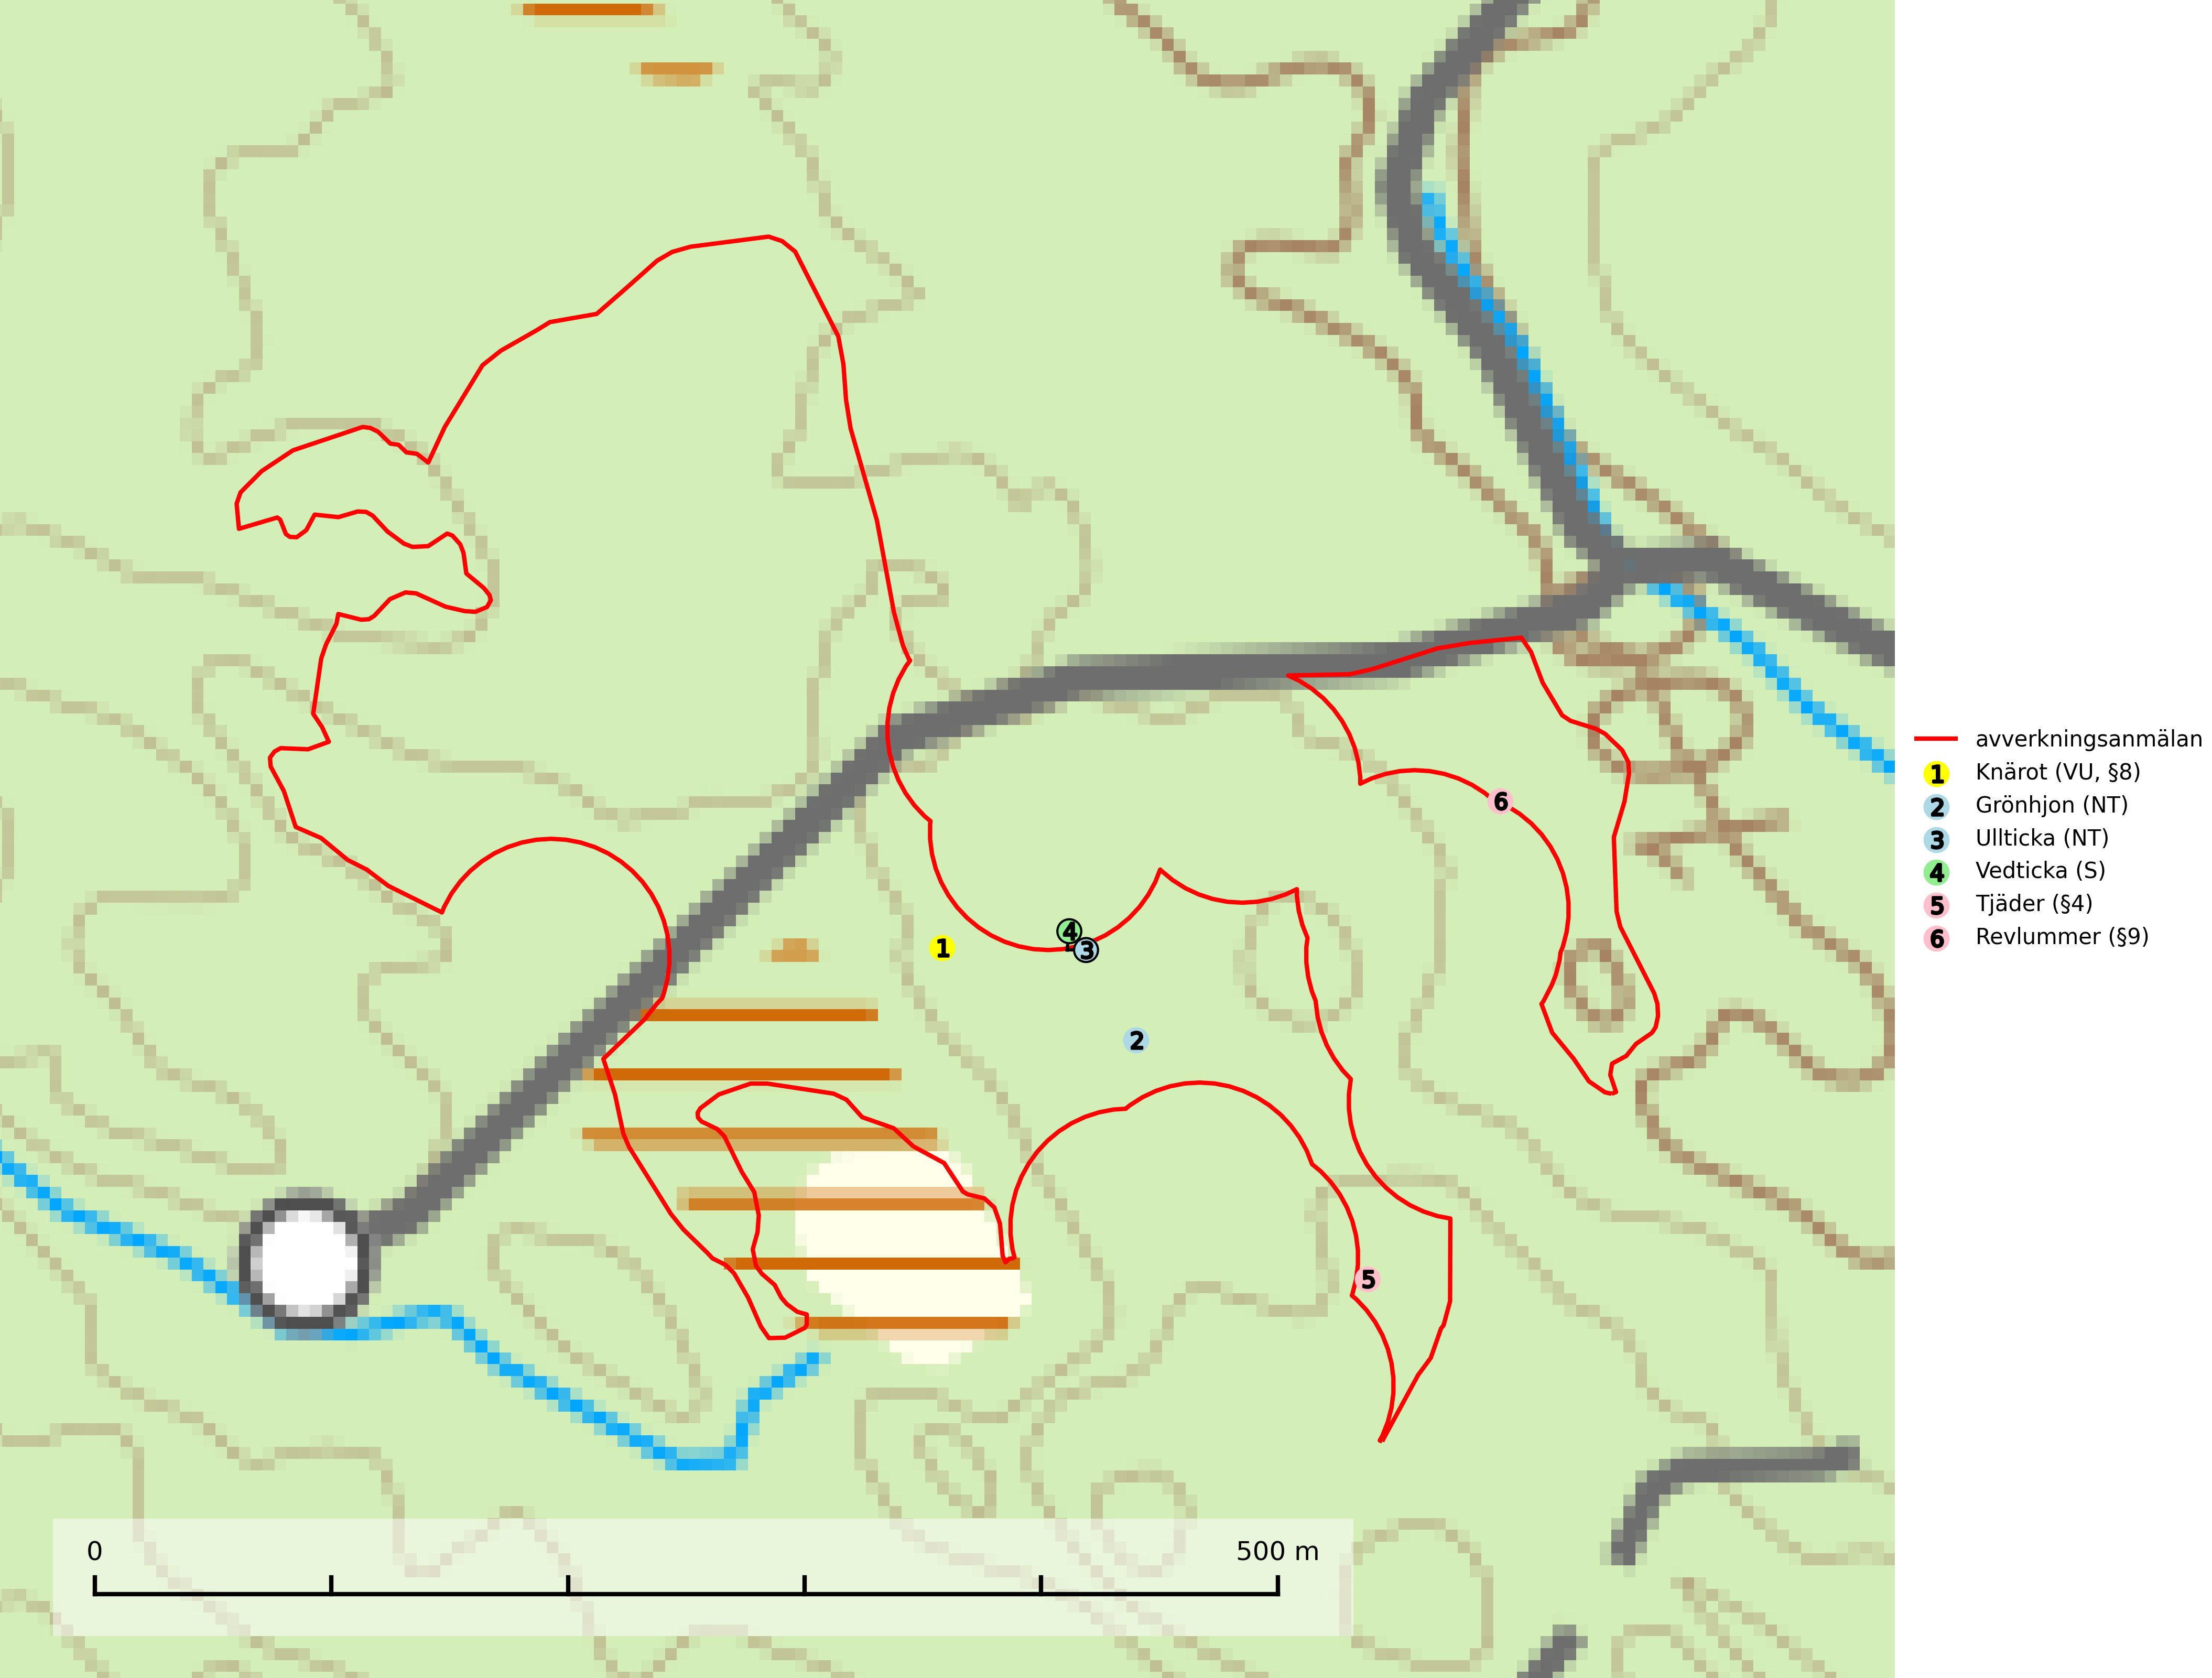 6
1
4
3
2
5
avverkningsanmälan
1 Knärot (VU, §8)
2 Grönhjon (NT)
3 Ullticka (NT)
4 Vedticka (S)
5 Tjäder (§4)
6 Revlummer (§9)
0 500 m